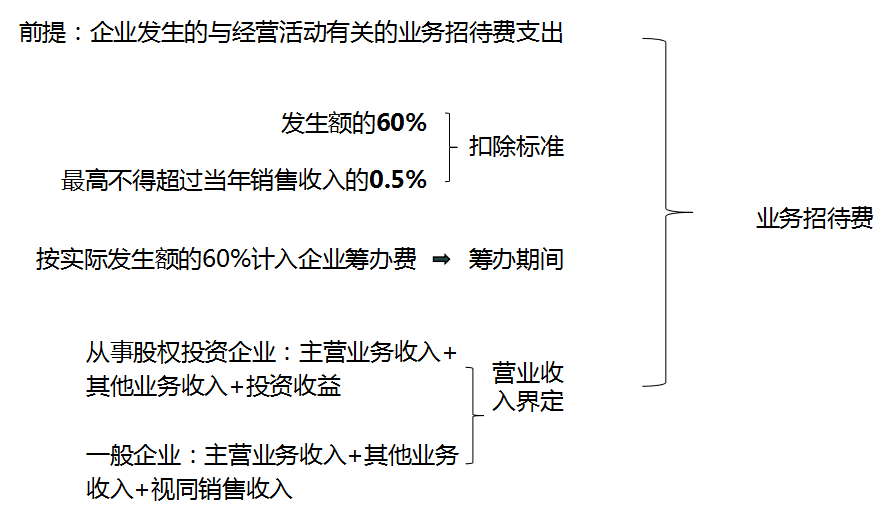 前提：企业发生的与经营活动有关的业务招待费支出
发生额的60%
扣除标准
最高不得超过当年销售收入的0.5%
业务招待费
按实际发生额的60%计入企业筹办费
筹办期间
从事股权投资企业：主营业务收入+
其他业务收入+投资收益
营业收
入界定
一般企业：主营业务收入+其他业务
收入+视同销售收入